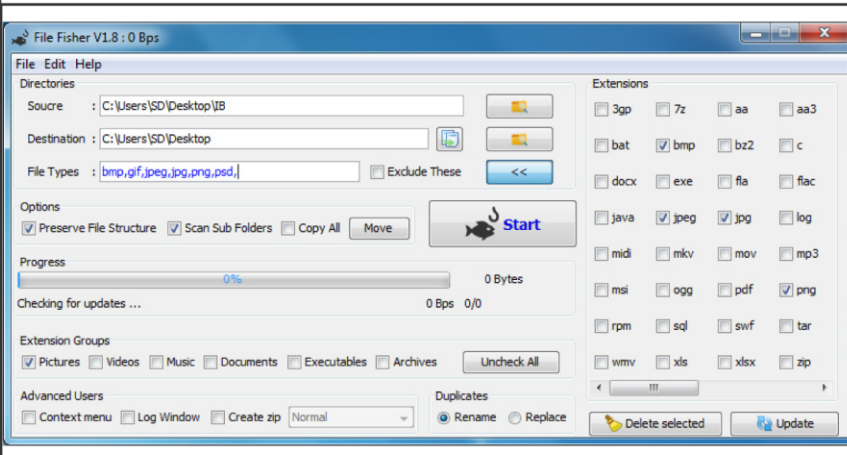 File Fisher V1.8 : 0 Bps
File Edit Help
Directories
Soucre : C:\Users\SD\Desktop\IB
Destination : C:\Users\SD\Desktop
File Types : bmp,gif,jpeg,jpg,png,psd,
Exclude These <<
Options
Preserve File Structure Scan Sub Folders Copy All Move
Start
Progress
0% 0 Bytes
Checking for updates ... 0 Bps 0/0
Extension Groups
Pictures Videos Music Documents Executables Archives Uncheck All
Advanced Users
Context menu Log Window Create zip Normal
Duplicates
Rename Replace
Extensions
3gp 7z aa aa3
bat bmp bz2 c
docx exe fla flac
java jpeg jpg log
midi mkv mov mp3
msi ogg pdf png
rpm sql swf tar
wmv xls xlsx zip
Delete selected Update